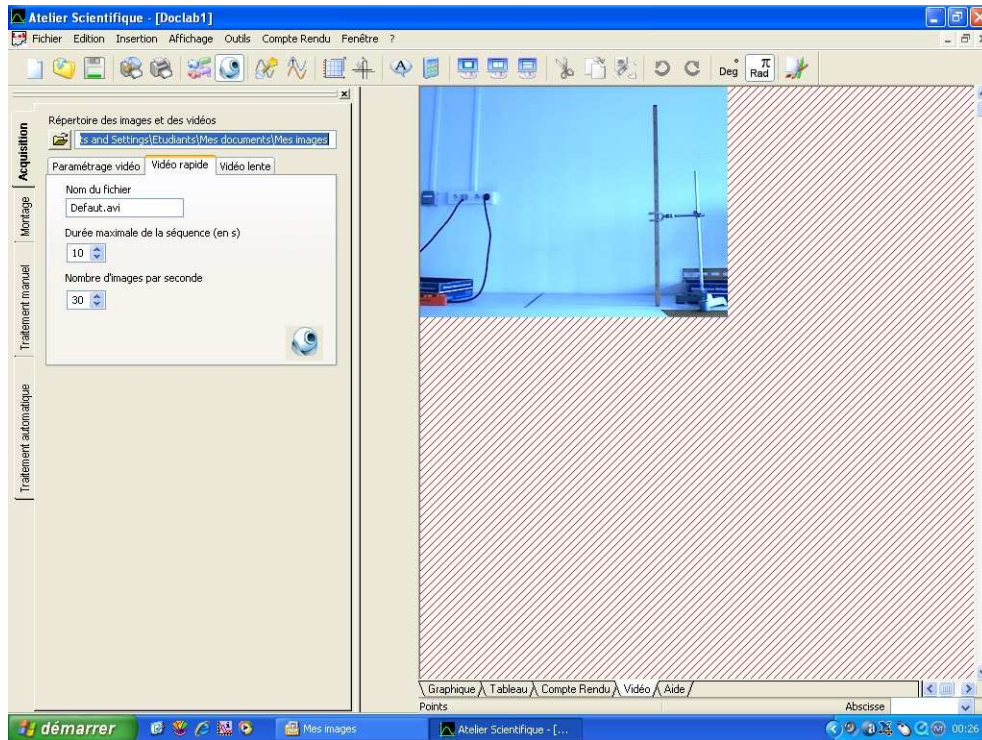 Atelier Scientifique - [Doclab1]
Fichier Edition Insertion Affichage Outils Compte Rendu Fenêtre ?
Deg π Rad
Répertoire des images et des vidéos
ts and Settings\Etudiants\Mes documents\Mes images
Paramétrage vidéo Vidéo rapide Vidéo lente
Nom du fichier
Defaut.avi
Durée maximale de la séquence (en s)
10
Nombre d'images par seconde
30
Acquisition
Montage
Traitement manuel
Traitement automatique
Graphique Tableau Compte Rendu Vidéo Aide
Points Abscisse
démarrer Mes images Atelier Scientifique - [... 00:26